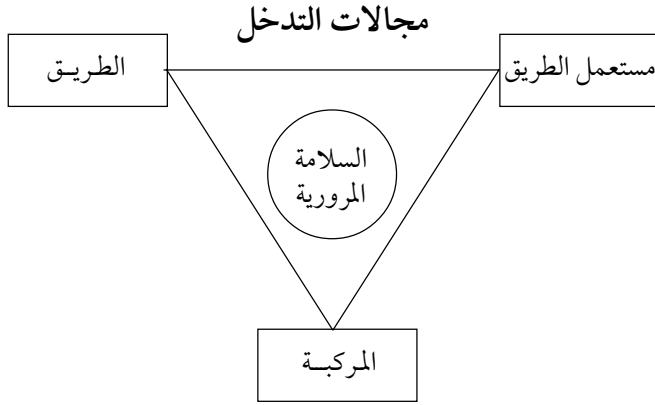 مجالات التدخل
مستعمل الطريق
الطريـق
السلامة
المرورية
المركبـة